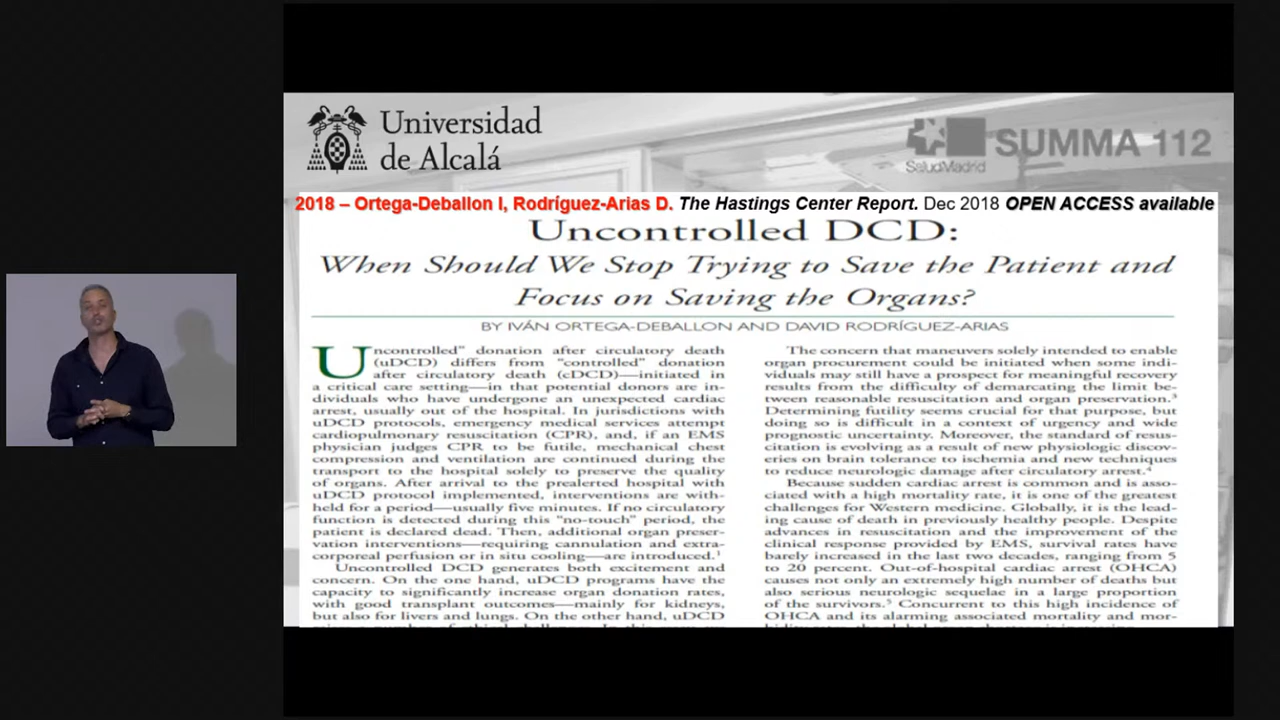 Universidad
de Alcalá
SaludMadrid
SUMMA 112
2018 – Ortega-Deballon I, Rodríguez-Arias D. The Hastings Center Report. Dec 2018 OPEN ACCESS available
Uncontrolled DCD:
When Should We Stop Trying to Save the Patient and
Focus on Saving the Organs?
BY IVÁN ORTEGA-DEBALLON AND DAVID RODRÍGUEZ-ARIAS
Uncontrolled” donation after circulatory death
(uDCD) differs from “controlled” donation
after circulatory death (cDCD)—initiated in
a critical care setting—in that potential donors are in-
dividuals who have undergone an unexpected cardiac
arrest, usually out of the hospital. In jurisdictions with
uDCD protocols, emergency medical services attempt
cardiopulmonary resuscitation (CPR), and, if an EMS
physician judges CPR to be futile, mechanical chest
compression and ventilation are continued during the
transport to the hospital solely to preserve the quality
of organs. After arrival to the prealerted hospital with
uDCD protocol implemented, interventions are with-
held for a period—usually five minutes. If no circulatory
function is detected during this “no-touch” period, the
patient is declared dead. Then, additional organ preser-
vation interventions—requiring cannulation and extra-
corporeal perfusion or in situ cooling—are introduced.1
Uncontrolled DCD generates both excitement and
concern. On the one hand, uDCD programs have the
capacity to significantly increase organ donation rates,
with good transplant outcomes—mainly for kidneys,
but also for livers and lungs. On the other hand, uDCD
The concern that maneuvers solely intended to enable
organ procurement could be initiated when some indi-
viduals may still have a prospect for meaningful recovery
results from the difficulty of demarcating the limit be-
tween reasonable resuscitation and organ preservation.3
Determining futility seems crucial for that purpose, but
doing so is difficult in a context of urgency and wide
prognostic uncertainty. Moreover, the standard of resus-
citation is evolving as a result of new physiologic discov-
eries on brain tolerance to ischemia and new techniques
to reduce neurologic damage after circulatory arrest.4
Because sudden cardiac arrest is common and is asso-
ciated with a high mortality rate, it is one of the greatest
challenges for Western medicine. Globally, it is the lead-
ing cause of death in previously healthy people. Despite
advances in resuscitation and the improvement of the
clinical response provided by EMS, survival rates have
barely increased in the last two decades, ranging from 5
to 20 percent. Out-of-hospital cardiac arrest (OHCA)
causes not only an extremely high number of deaths but
also serious neurologic sequelae in a large proportion
of the survivors.5 Concurrent to this high incidence of
OHCA and its alarming associated mortality and mor-